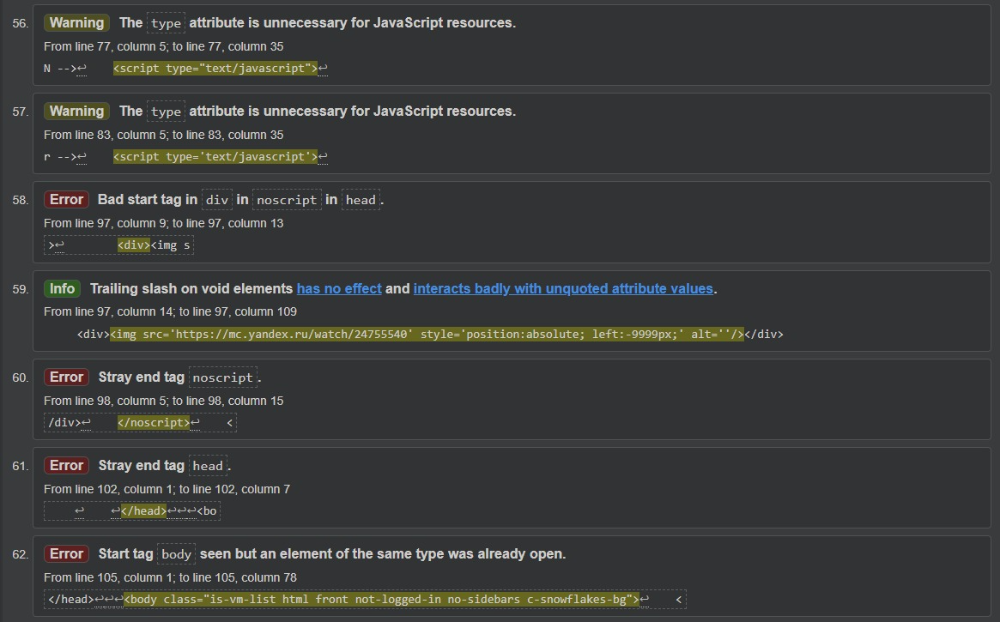 56. Warning The type attribute is unnecessary for JavaScript resources.
From line 77, column 5; to line 77, column 35
N -->↩    <script type="text/javascript">↩
57. Warning The type attribute is unnecessary for JavaScript resources.
From line 83, column 5; to line 83, column 35
r -->↩    <script type='text/javascript'>↩
58. Error Bad start tag in div in noscript in head.
From line 97, column 9; to line 97, column 13
>↩        <div><img s
59. Info Trailing slash on void elements has no effect and interacts badly with unquoted attribute values.
From line 97, column 14; to line 97, column 109
<div><img src='https://mc.yandex.ru/watch/24755540' style='position:absolute; left:-9999px;' alt=''/></div>
60. Error Stray end tag noscript.
From line 98, column 5; to line 98, column 15
/div>↩    </noscript>↩    <
61. Error Stray end tag head.
From line 102, column 1; to line 102, column 7
↩    ↩</head>↩↩↩<bo
62. Error Start tag body seen but an element of the same type was already open.
From line 105, column 1; to line 105, column 78
</head>↩↩↩<body class="is-vm-list html front not-logged-in no-sidebars c-snowflakes-bg">↩    <